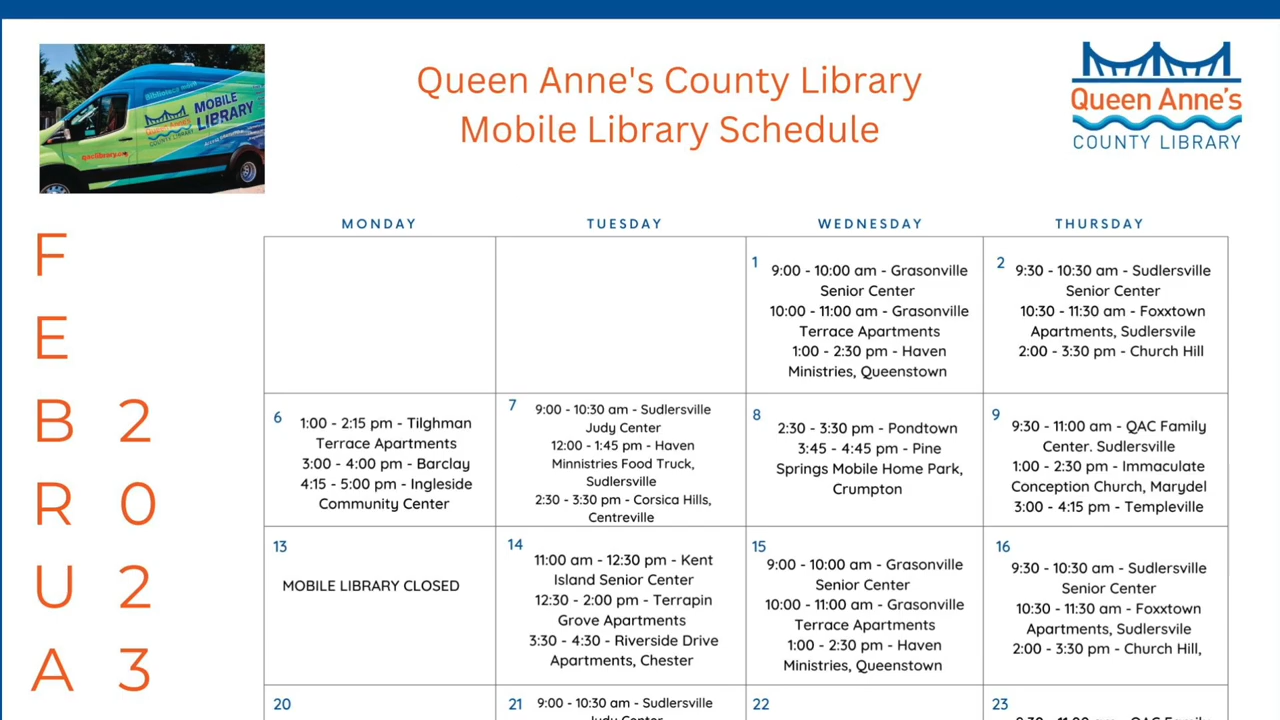 MOBILE
LIBRARY
qaclibrary.org
Queen Anne's County Library
Mobile Library Schedule
Queen Anne's
COUNTY LIBRARY
F
E
B 2
R 0
U 2
A 3
MONDAY TUESDAY WEDNESDAY THURSDAY
1
9:00 - 10:00 am - Grasonville
Senior Center
10:00 - 11:00 am - Grasonville
Terrace Apartments
1:00 - 2:30 pm - Haven
Ministries, Queenstown
2
9:30 - 10:30 am - Sudlersville
Senior Center
10:30 - 11:30 am - Foxxtown
Apartments, Sudlersvile
2:00 - 3:30 pm - Church Hill
6
1:00 - 2:15 pm - Tilghman
Terrace Apartments
3:00 - 4:00 pm - Barclay
4:15 - 5:00 pm - Ingleside
Community Center
7
9:00 - 10:30 am - Sudlersville
Judy Center
12:00 - 1:45 pm - Haven
Minnistries Food Truck,
Sudlersville
2:30 - 3:30 pm - Corsica Hills,
Centreville
8
2:30 - 3:30 pm - Pondtown
3:45 - 4:45 pm - Pine
Springs Mobile Home Park,
Crumpton
9
9:30 - 11:00 am - QAC Family
Center. Sudlersville
1:00 - 2:30 pm - Immaculate
Conception Church, Marydel
3:00 - 4:15 pm - Templeville
13
MOBILE LIBRARY CLOSED
14
11:00 am - 12:30 pm - Kent
Island Senior Center
12:30 - 2:00 pm - Terrapin
Grove Apartments
3:30 - 4:30 - Riverside Drive
Apartments, Chester
15
9:00 - 10:00 am - Grasonville
Senior Center
10:00 - 11:00 am - Grasonville
Terrace Apartments
1:00 - 2:30 pm - Haven
Ministries, Queenstown
16
9:30 - 10:30 am - Sudlersville
Senior Center
10:30 - 11:30 am - Foxxtown
Apartments, Sudlersvile
2:00 - 3:30 pm - Church Hill,
20
21
9:00 - 10:30 am - Sudlersville
Judy Center
22
23
9:30 - 11:00 am - QAC Family